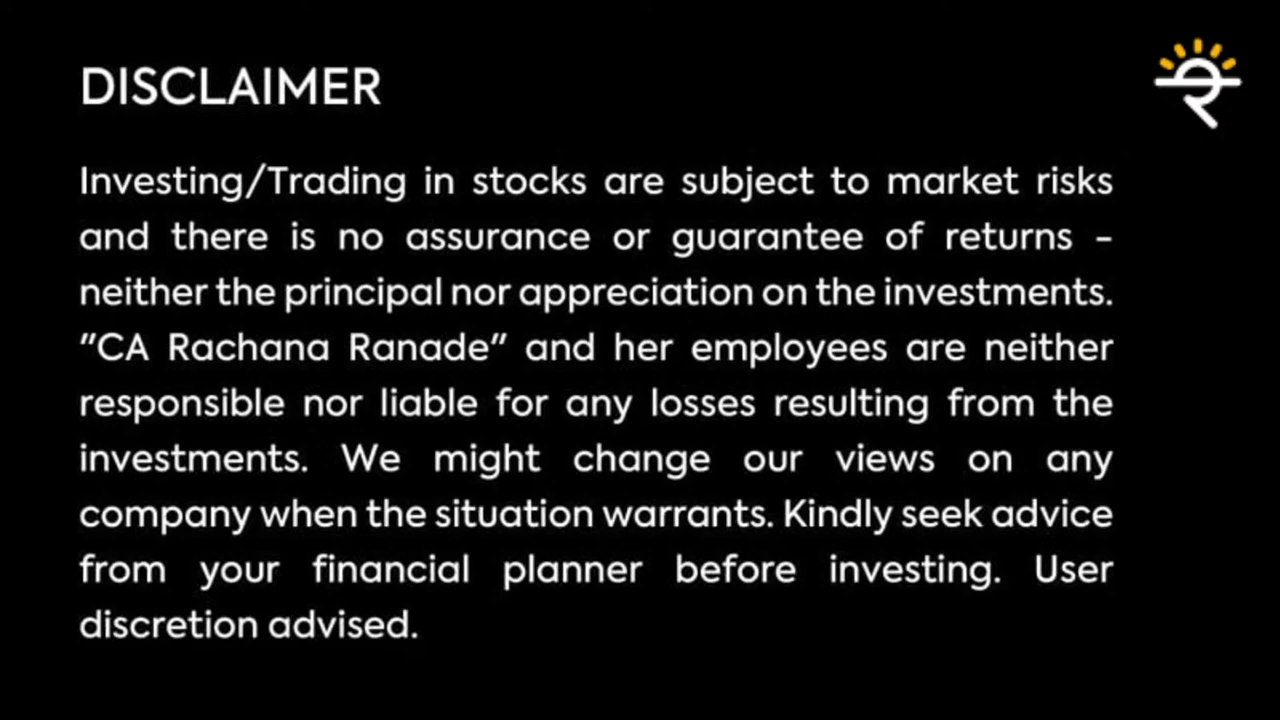 DISCLAIMER
Investing/Trading in stocks are subject to market risks
and there is no assurance or guarantee of returns -
neither the principal nor appreciation on the investments.
"CA Rachana Ranade" and her employees are neither
responsible nor liable for any losses resulting from the
investments. We might change our views on any
company when the situation warrants. Kindly seek advice
from your financial planner before investing. User
discretion advised.